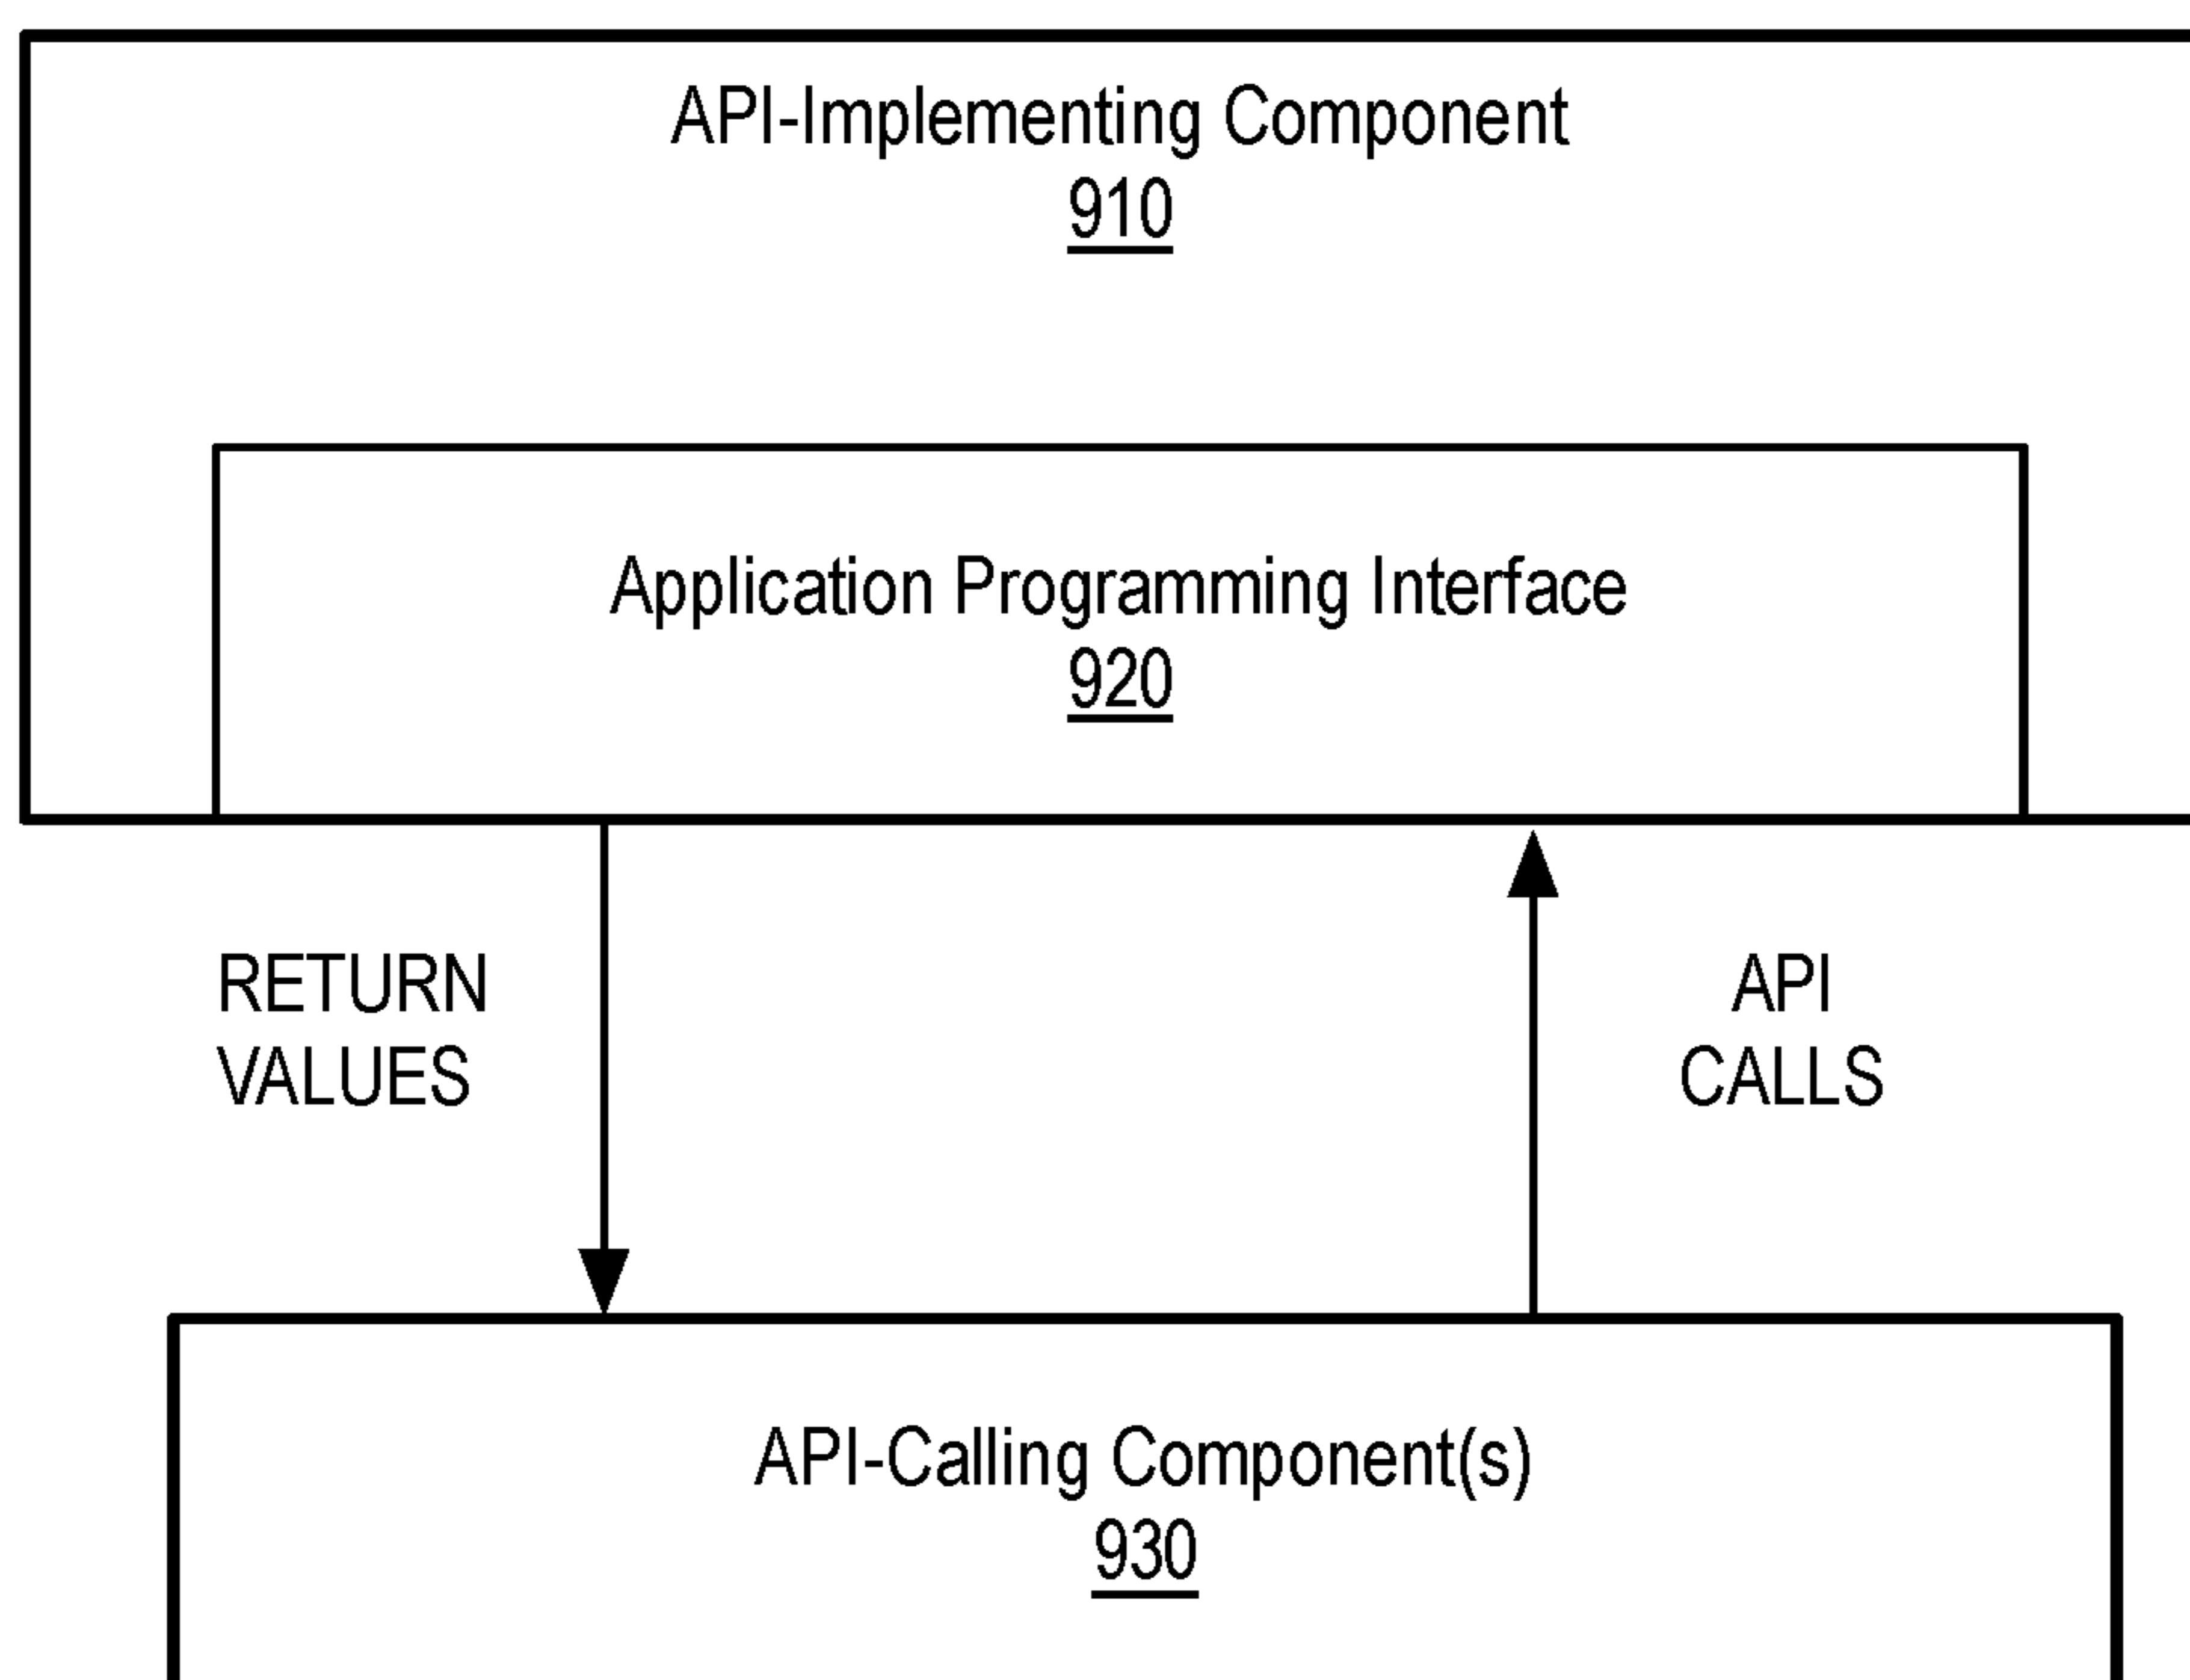 API-Implementing Component
910
Application Programming Interface
920
RETURN
VALUES
API
CALLS
API-Calling Component(s)
930